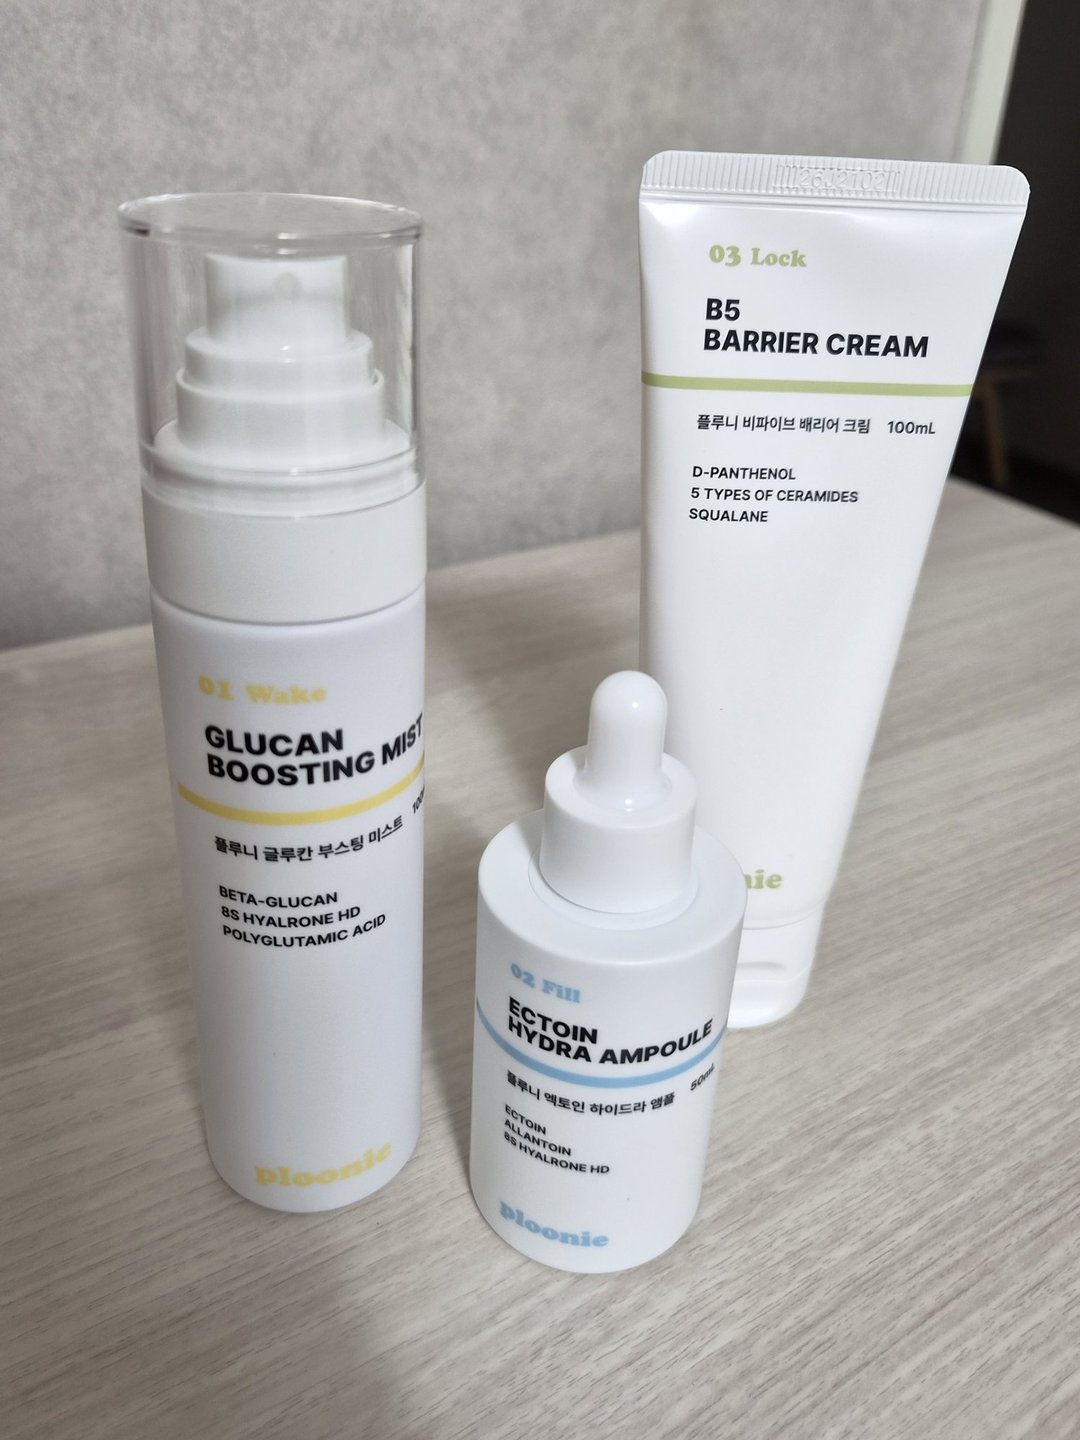 01 Wake
GLUCAN
BOOSTING MIST
플루니 글루칸 부스팅 미스트
BETA-GLUCAN
8S HYALRONE HD
POLYGLUTAMIC ACID
ploonie
02 Fill
ECTOIN
HYDRA AMPOULE
플루니 엑토인 하이드라 앰플 50mL
ECTOIN
ALLANTOIN
8S HYALRONE HD
ploonie
03 Lock
B5
BARRIER CREAM
플루니 비파이브 배리어 크림 100mL
D-PANTHENOL
5 TYPES OF CERAMIDES
SQUALANE